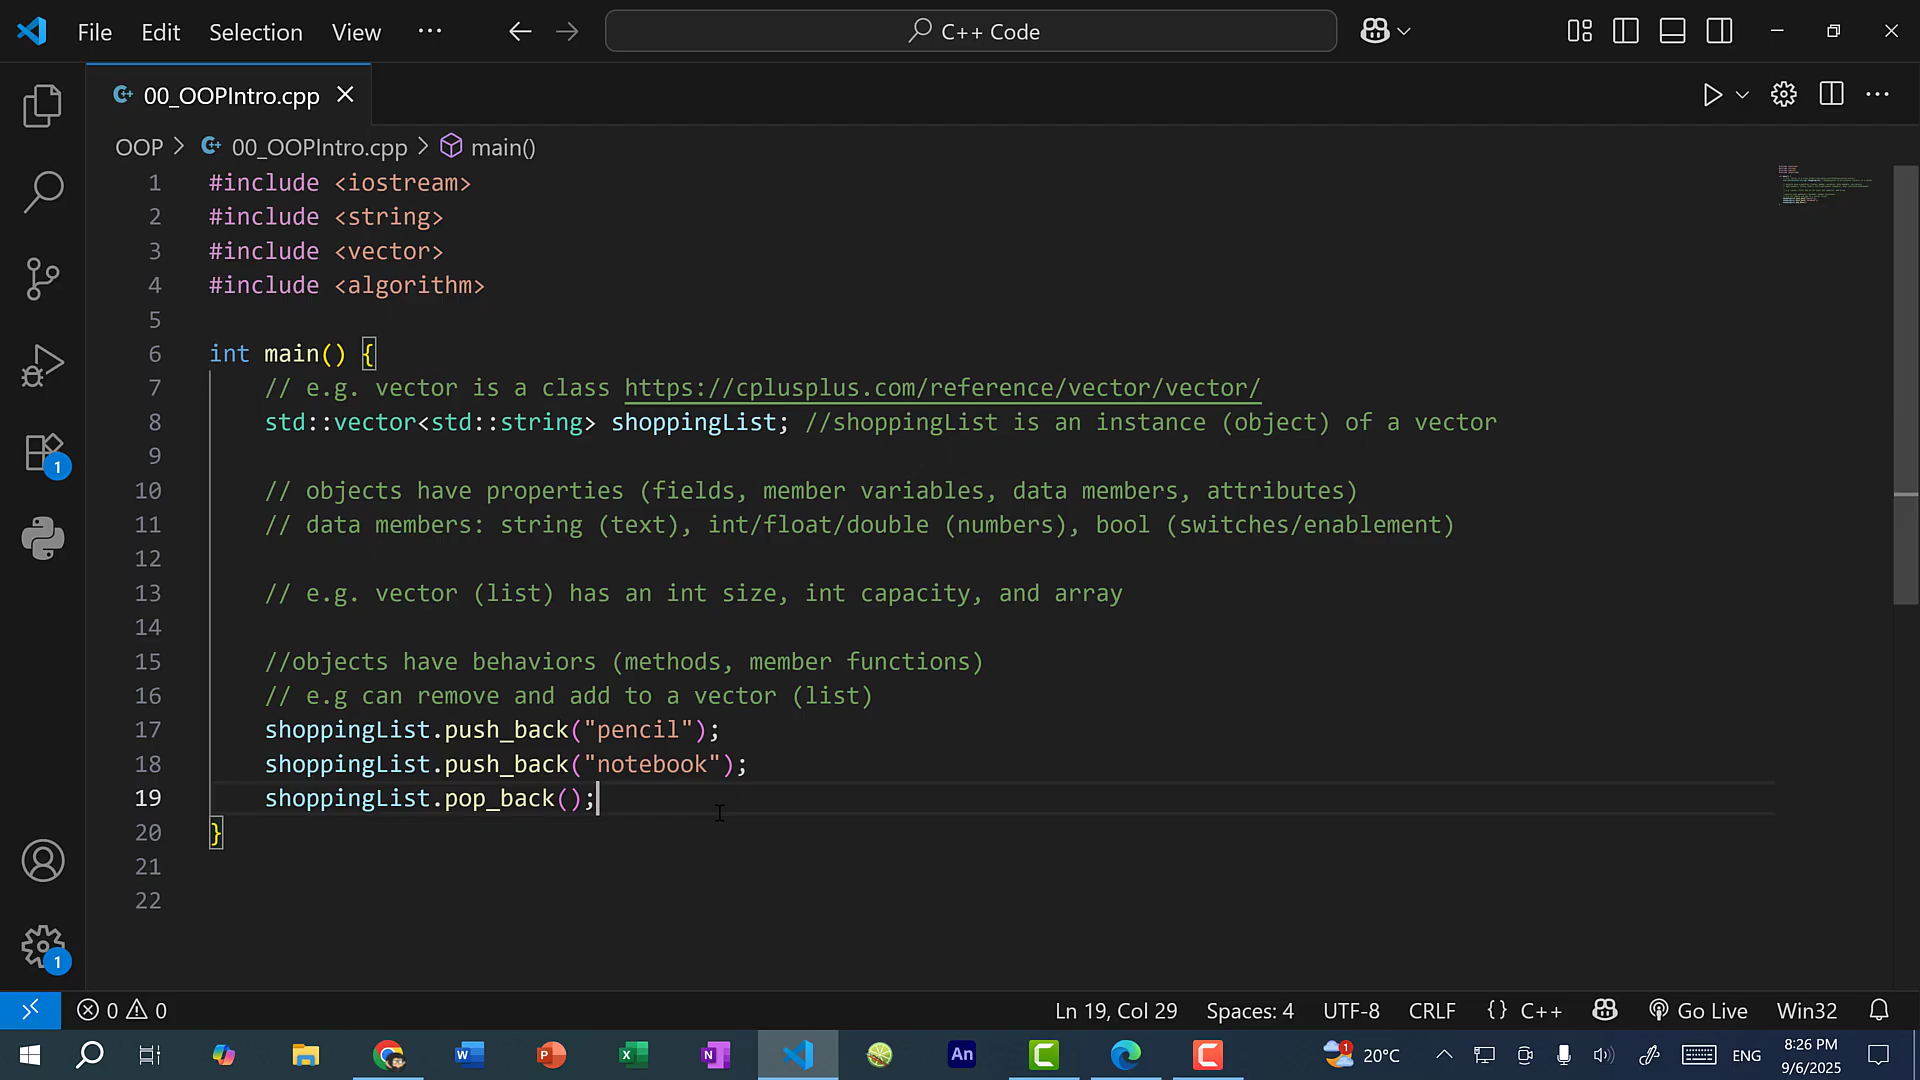 File Edit Selection View ··· C++ Code
00_OOPIntro.cpp
OOP > 00_OOPIntro.cpp > main()
1 #include <iostream>
2 #include <string>
3 #include <vector>
4 #include <algorithm>
5
6 int main() {
7 // e.g. vector is a class https://cplusplus.com/reference/vector/vector/
8 std::vector<std::string> shoppingList; //shoppingList is an instance (object) of a vector
9
10 // objects have properties (fields, member variables, data members, attributes)
11 // data members: string (text), int/float/double (numbers), bool (switches/enablement)
12
13 // e.g. vector (list) has an int size, int capacity, and array
14
15 //objects have behaviors (methods, member functions)
16 // e.g can remove and add to a vector (list)
17 shoppingList.push_back("pencil");
18 shoppingList.push_back("notebook");
19 shoppingList.pop_back();
20 }
21
22
1
1
0 0 Ln 19, Col 29 Spaces: 4 UTF-8 CRLF {} C++ Go Live Win32
W P X N An 1 20°C ENG 8:26 PM
9/6/2025